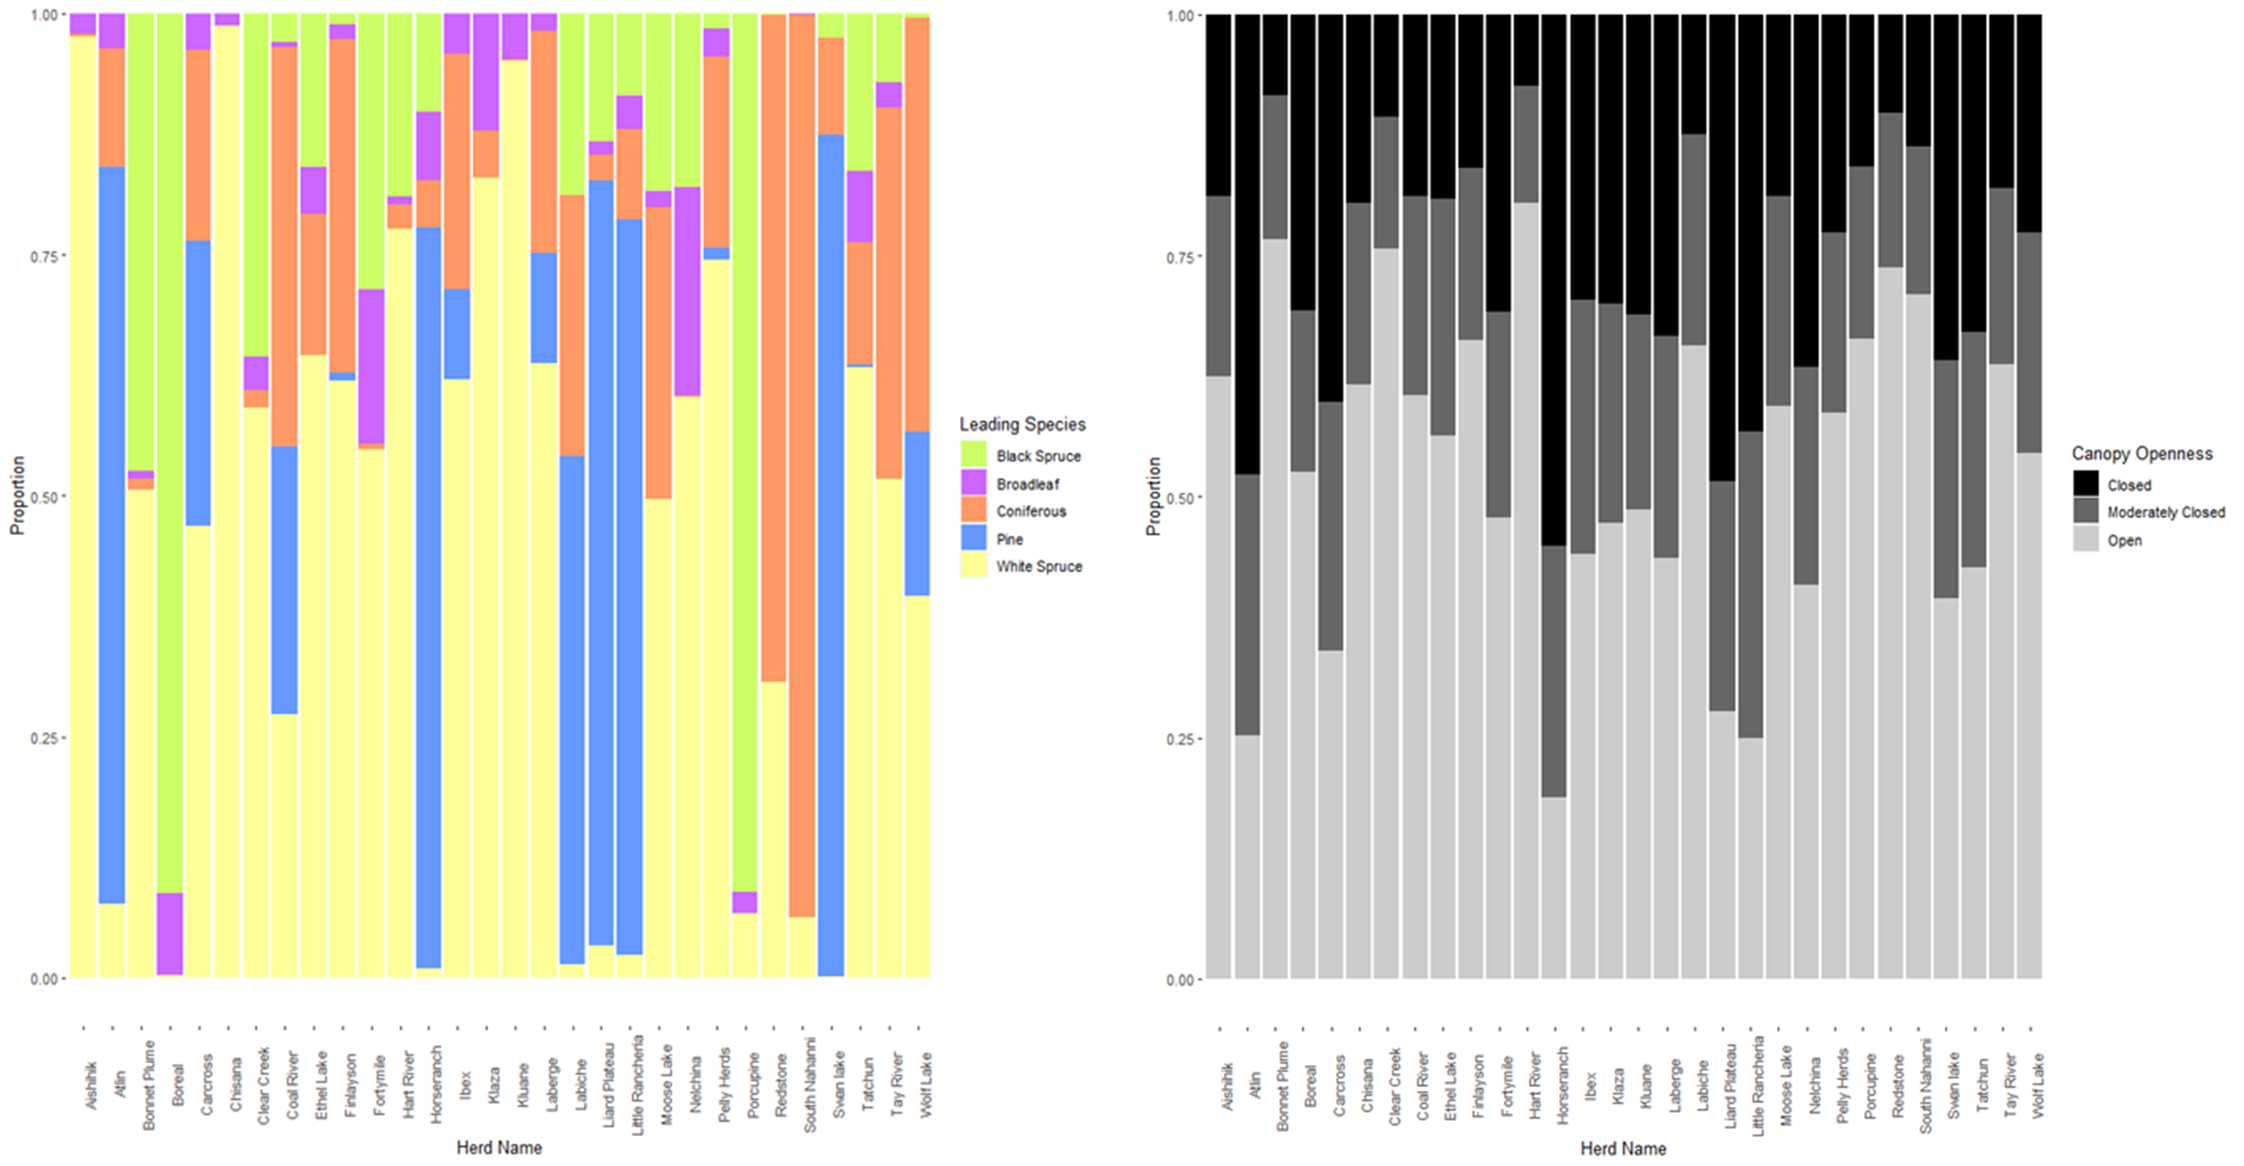 1.00
0.75
0.50
0.25
0.00
Proportion
Aishihik
Atlin
Bonnet Plume
Boreal
Carcross
Chisana
Clear Creek
Coal River
Ethel Lake
Finlayson
Fortymile
Hart River
Horseranch
Ibex
Klaza
Kluane
Laberge
Labiche
Liard Plateau
Little Rancheria
Moose Lake
Nelchina
Pelly Herds
Porcupine
Redstone
South Nahanni
Swan lake
Tatchun
Tay River
Wolf Lake
Herd Name
Leading Species
Black Spruce
Broadleaf
Coniferous
Pine
White Spruce
1.00
0.75
0.50
0.25
0.00
Proportion
Aishihik
Atlin
Bonnet Plume
Boreal
Carcross
Chisana
Clear Creek
Coal River
Ethel Lake
Finlayson
Fortymile
Hart River
Horseranch
Ibex
Klaza
Kluane
Laberge
Labiche
Liard Plateau
Little Rancheria
Moose Lake
Nelchina
Pelly Herds
Porcupine
Redstone
South Nahanni
Swan lake
Tatchun
Tay River
Wolf Lake
Herd Name
Canopy Openness
Closed
Moderately Closed
Open